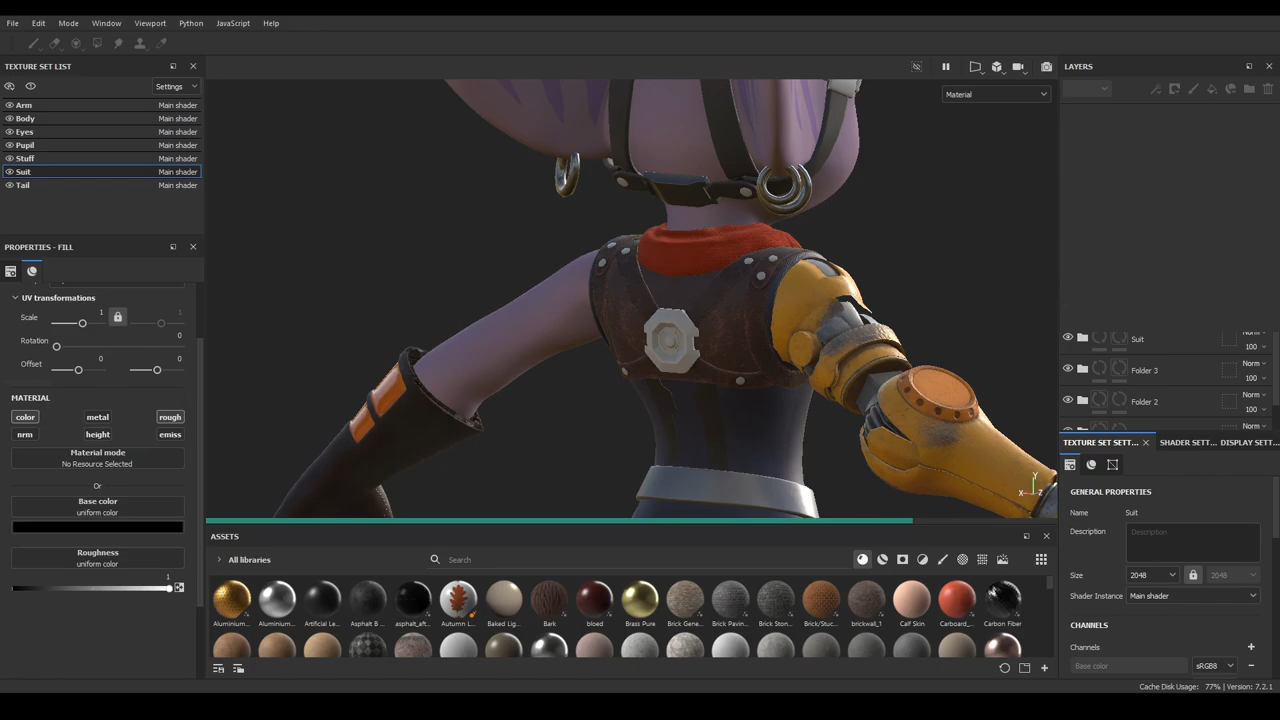 File Edit Mode Window Viewport Python JavaScript Help
TEXTURE SET LIST
Settings
Arm Main shader
Body Main shader
Eyes Main shader
Pupil Main shader
Stuff Main shader
Suit Main shader
Tail Main shader
PROPERTIES - FILL
UV transformations
Scale 1 1
Rotation 0
Offset 0 0
MATERIAL
color metal rough
nrm height emiss
Material mode
No Resource Selected
Or
Base color
uniform color
Roughness
uniform color
1
Material
Y
X Z
ASSETS
All libraries
Search
Aluminium... Aluminium... Artificial Le... Asphalt B ... asphalt_aft... Autumn L... Baked Lig... Bark bloed Brass Pure Brick Gene... Brick Pavin... Brick Ston... Brick/Stuc... brickwall_1 Calf Skin Carboard_... Carbon Fiber
LAYERS
Suit
100
Folder 3 Norm
100
Folder 2 Norm
100
TEXTURE SET SETT... SHADER SETT... DISPLAY SETT...
GENERAL PROPERTIES
Name Suit
Description Description
Size 2048 2048
Shader Instance Main shader
CHANNELS
Channels
Base color sRGB8
Cache Disk Usage: 77% | Version: 7.2.1